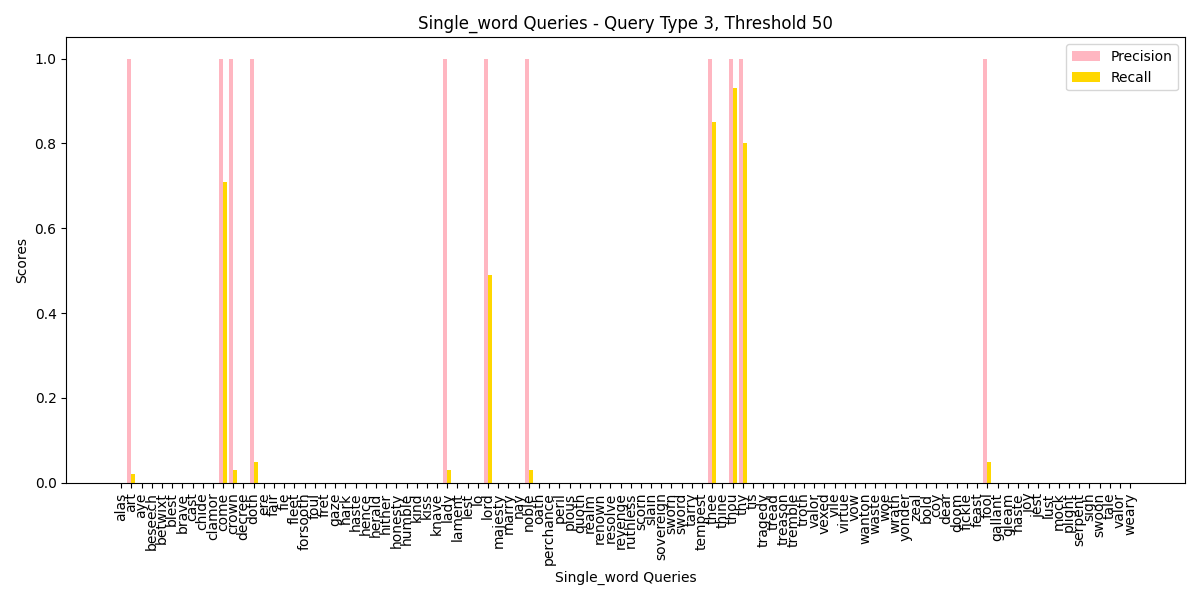 Single_word Queries - Query Type 3, Threshold 50
Precision
Recall
Scores
1.0
0.8
0.6
0.4
0.2
0.0
alas
art
aye
beseech
betwixt
blest
brave
cast
chide
clamor
come
crown
decree
doth
ere
fair
fie
fleet
forsooth
foul
fret
gaze
hark
haste
hence
herald
hither
honesty
humble
kind
kiss
knave
lady
lament
lest
lo
lord
majesty
marry
nay
noble
oath
perchance
peril
pious
quoth
realm
renown
resolve
revenge
ruthless
scorn
slain
sovereign
sworn
sword
tarry
tempest
thee
thine
thou
thy
tis
tragedy
tread
treason
tremble
troth
valor
vexed
vile
virtue
vow
wanton
waste
woe
wrath
yonder
zeal
bold
coy
dear
doom
fickle
feast
fool
gallant
gleam
haste
joy
jest
lust
mock
plight
serpent
sigh
swoon
tale
valor
weary
Single_word Queries